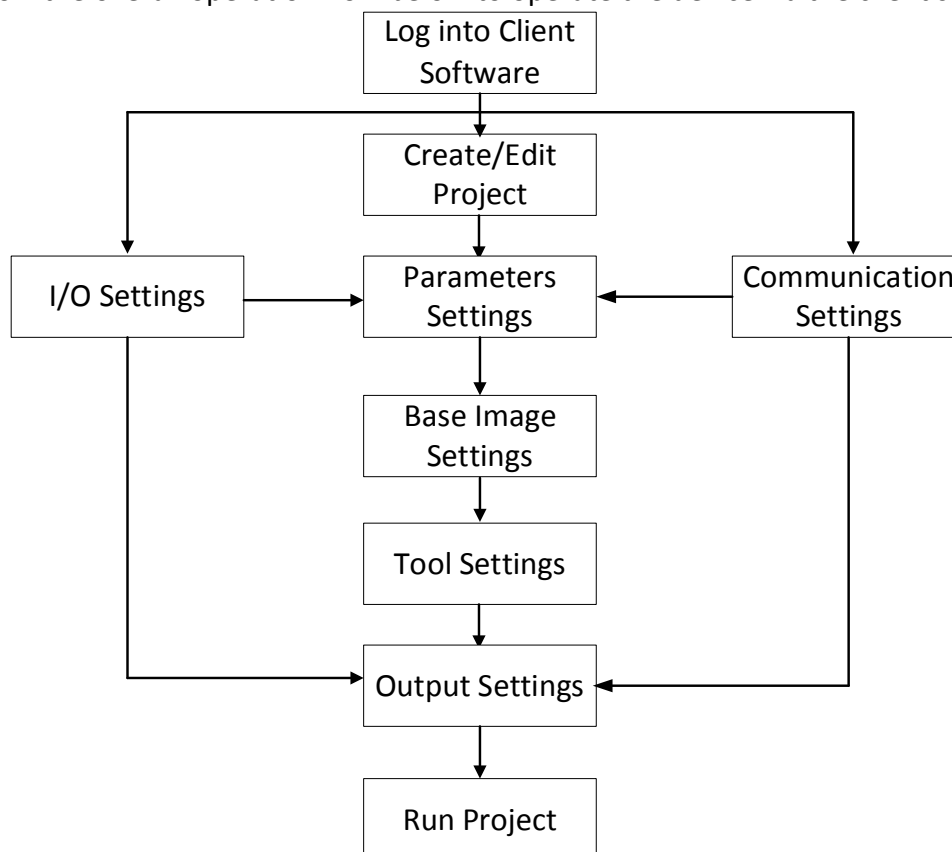 Log into Client
Software
Create/Edit
Project
I/O Settings
Parameters
Settings
Communication
Settings
Base Image
Settings
Tool Settings
Output Settings
Run Project